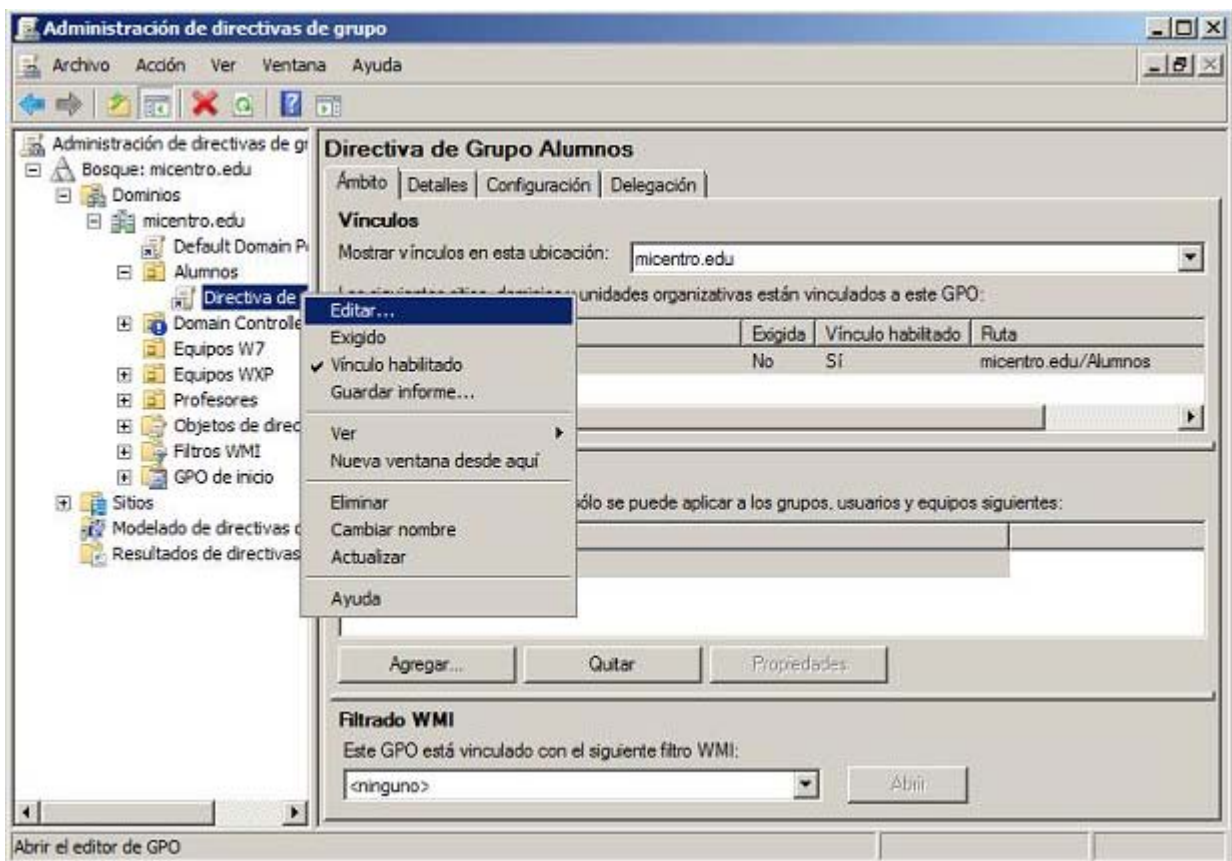 Administración de directivas de grupo
Archivo Acción Ver Ventana Ayuda
Administración de directivas de gr
Bosque: micentro.edu
Dominios
micentro.edu
Default Domain P
Alumnos
Directiva de
Domain Controlle
Equipos W7
Equipos WXP
Profesores
Objetos de direc
Filtros WMI
GPO de inicio
Sitios
Modelado de directivas
Resultados de directivas
Editar...
Exigido
Vínculo habilitado
Guardar informe...
Ver
Nueva ventana desde aquí
Eliminar
Cambiar nombre
Actualizar
Ayuda
Directiva de Grupo Alumnos
Ámbito Detalles Configuración Delegación
Vínculos
Mostrar vínculos en esta ubicación: micentro.edu
unidades organizativas están vinculados a este GPO:
Exigida Vínculo habilitado Ruta
No Sí micentro.edu/Alumnos
sólo se puede aplicar a los grupos, usuarios y equipos siguientes:
Agregar... Quitar Propiedades
Filtrado WMI
Este GPO está vinculado con el siguiente filtro WMI:
<ninguno> Abrir
Abrir el editor de GPO